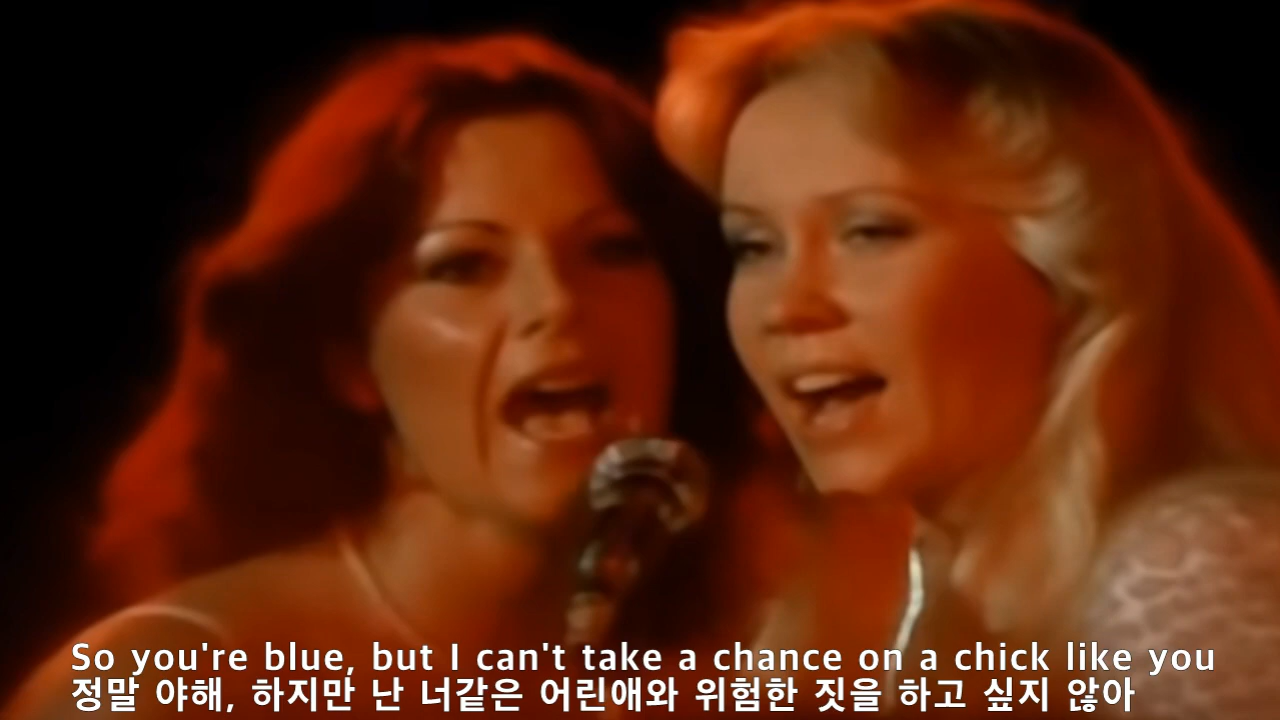 So you're blue, but I can't take a chance on a chick like you
정말 야해, 하지만 난 너같은 어린애와 위험한 짓을 하고 싶지 않아